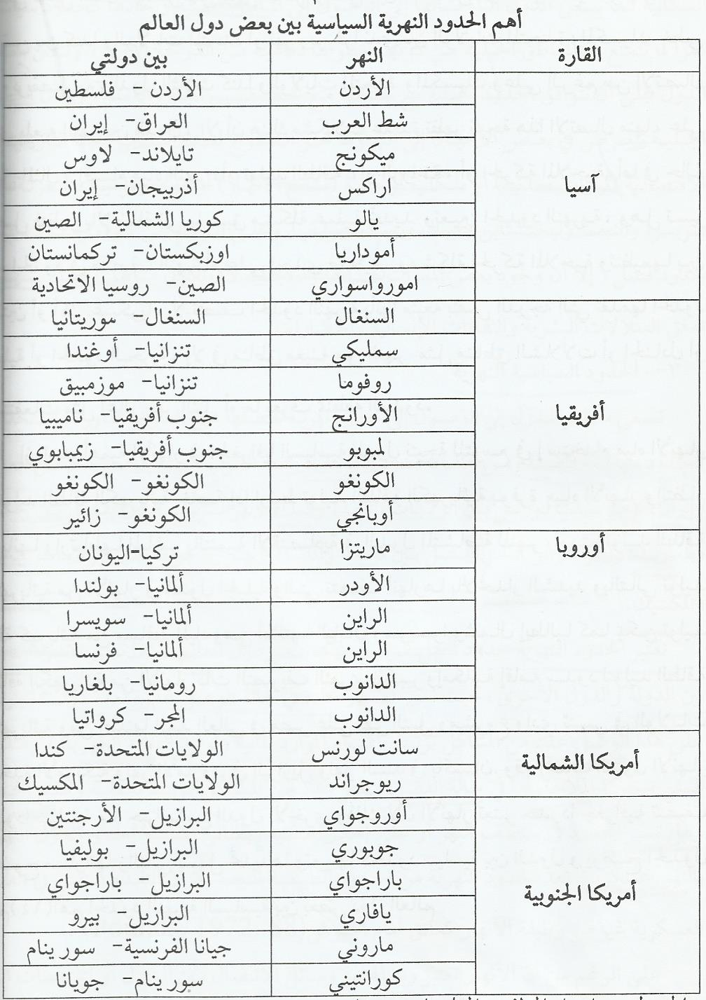 أهم الحدود النهرية السياسية بين بعض دول العالم
القارة النهر بين دولتي
آسيا
الأردن الأردن – فلسطين
شط العرب العراق– إيران
ميكونج تايلاند– لاوس
اراكس أذربيجان– إيران
يالو كوريا الشمالية– الصين
أموداريا اوزبكستان– تركمانستان
امورواسواري الصين– روسيا الاتحادية
أفريقيا
السنغال السنغال– موريتانيا
سمليكي تنزانيا– أوغندا
روفوما تنزانيا– موزمبيق
الأورانج جنوب أفريقيا– ناميبيا
لمبوبو جنوب أفريقيا– زيمبابوي
الكونغو الكونغو– الكونغو
أوبانجي الكونغو– زائير
أوروبا
ماريتزا تركيا-اليونان
الأودر ألمانيا– بولندا
الراين ألمانيا– سويسرا
الراين ألمانيا– فرنسا
الدانوب رومانيا– بلغاريا
الدانوب المجر– كرواتيا
أمريكا الشمالية
سانت لورنس الولايات المتحدة– كندا
ريوجراند الولايات المتحدة– المكسيك
أمريكا الجنوبية
أوروجواي البرازيل– الأرجنتين
جوبوري البرازيل– بوليفيا
باراجواي البرازيل– باراجواي
يافاري البرازيل– بيرو
ماروني جيانا الفرنسية– سور ينام
كورانتيني سور ينام– جويانا